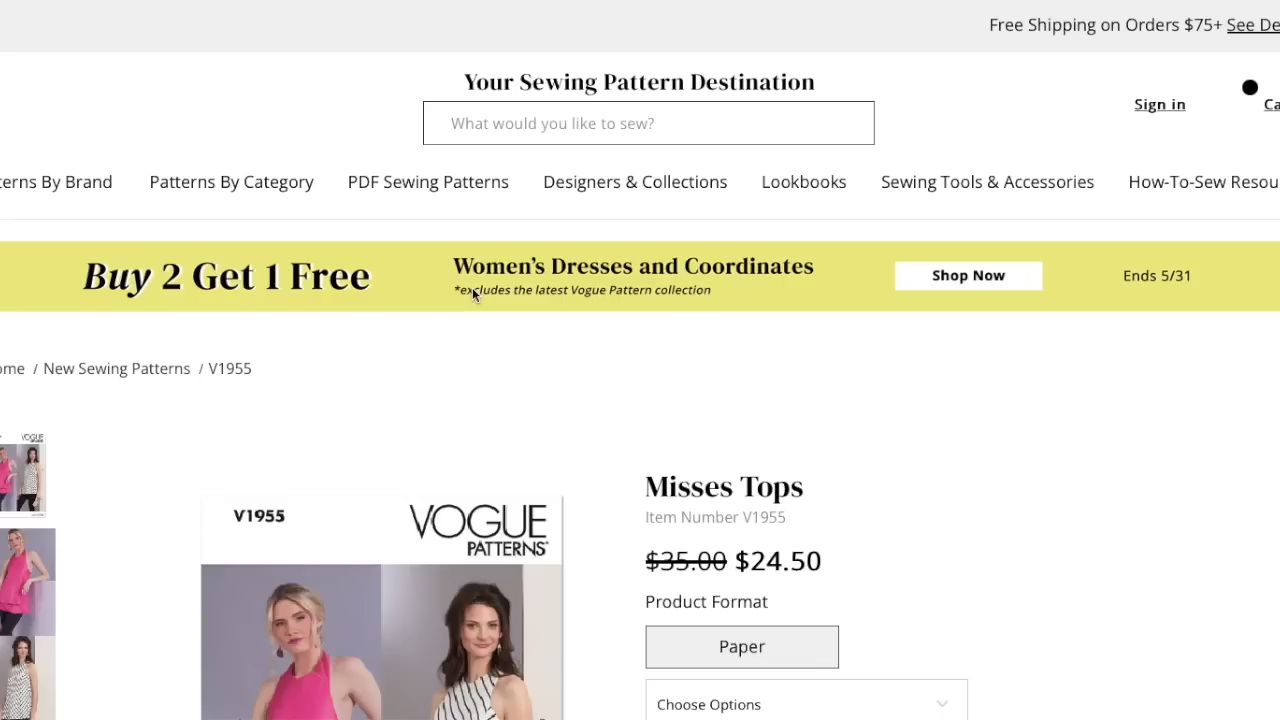 Free Shipping on Orders $75+ See De
Your Sewing Pattern Destination
What would you like to sew?
Sign in
Ca
terns By Brand
Patterns By Category
PDF Sewing Patterns
Designers & Collections
Lookbooks
Sewing Tools & Accessories
How-To-Sew Resou
Buy 2 Get 1 Free
Women's Dresses and Coordinates
*excludes the latest Vogue Pattern collection
Shop Now
Ends 5/31
ome / New Sewing Patterns / V1955
VOGUE
V1955
VOGUE
PATTERNS
Misses Tops
Item Number V1955
$35.00 $24.50
Product Format
Paper
Choose Options